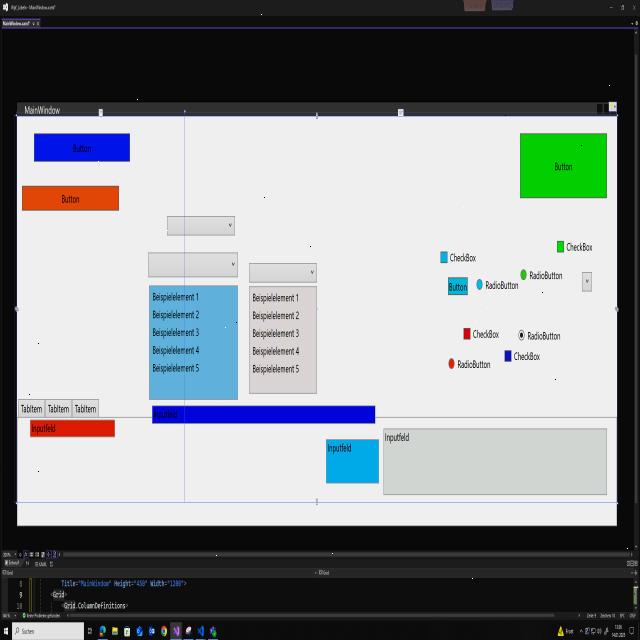 MainWindow.xaml*
MainWindow
Button
Button
Button
CheckBox
CheckBox
RadioButton
Button
RadioButton
CheckBox
RadioButton
CheckBox
RadioButton
Beispielelement 1
Beispielelement 2
Beispielelement 3
Beispielelement 4
Beispielelement 5
Beispielelement 1
Beispielelement 2
Beispielelement 3
Beispielelement 4
Beispielelement 5
TabItem TabItem TabItem
Inputfeld
Inputfeld
Inputfeld
Inputfeld
8 Title="MainWindow" Height="450" Width="1200">
9 <Grid>
10 <Grid.ColumnDefinitions>
Suchen